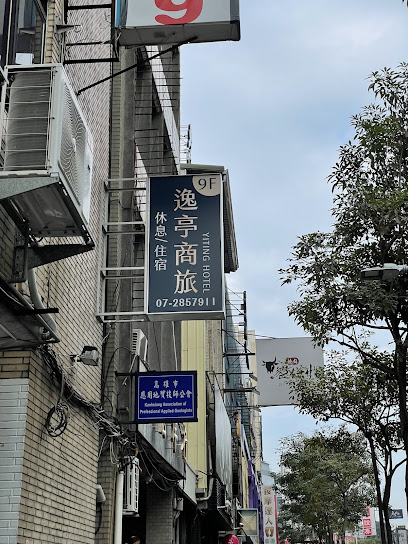 9
9F
逸亭商旅
YITING HOTEL
休息/住宿
07-2857911
高雄市
應用地質技師公會
Kaohsiung Association of
Professional Applied Geologists